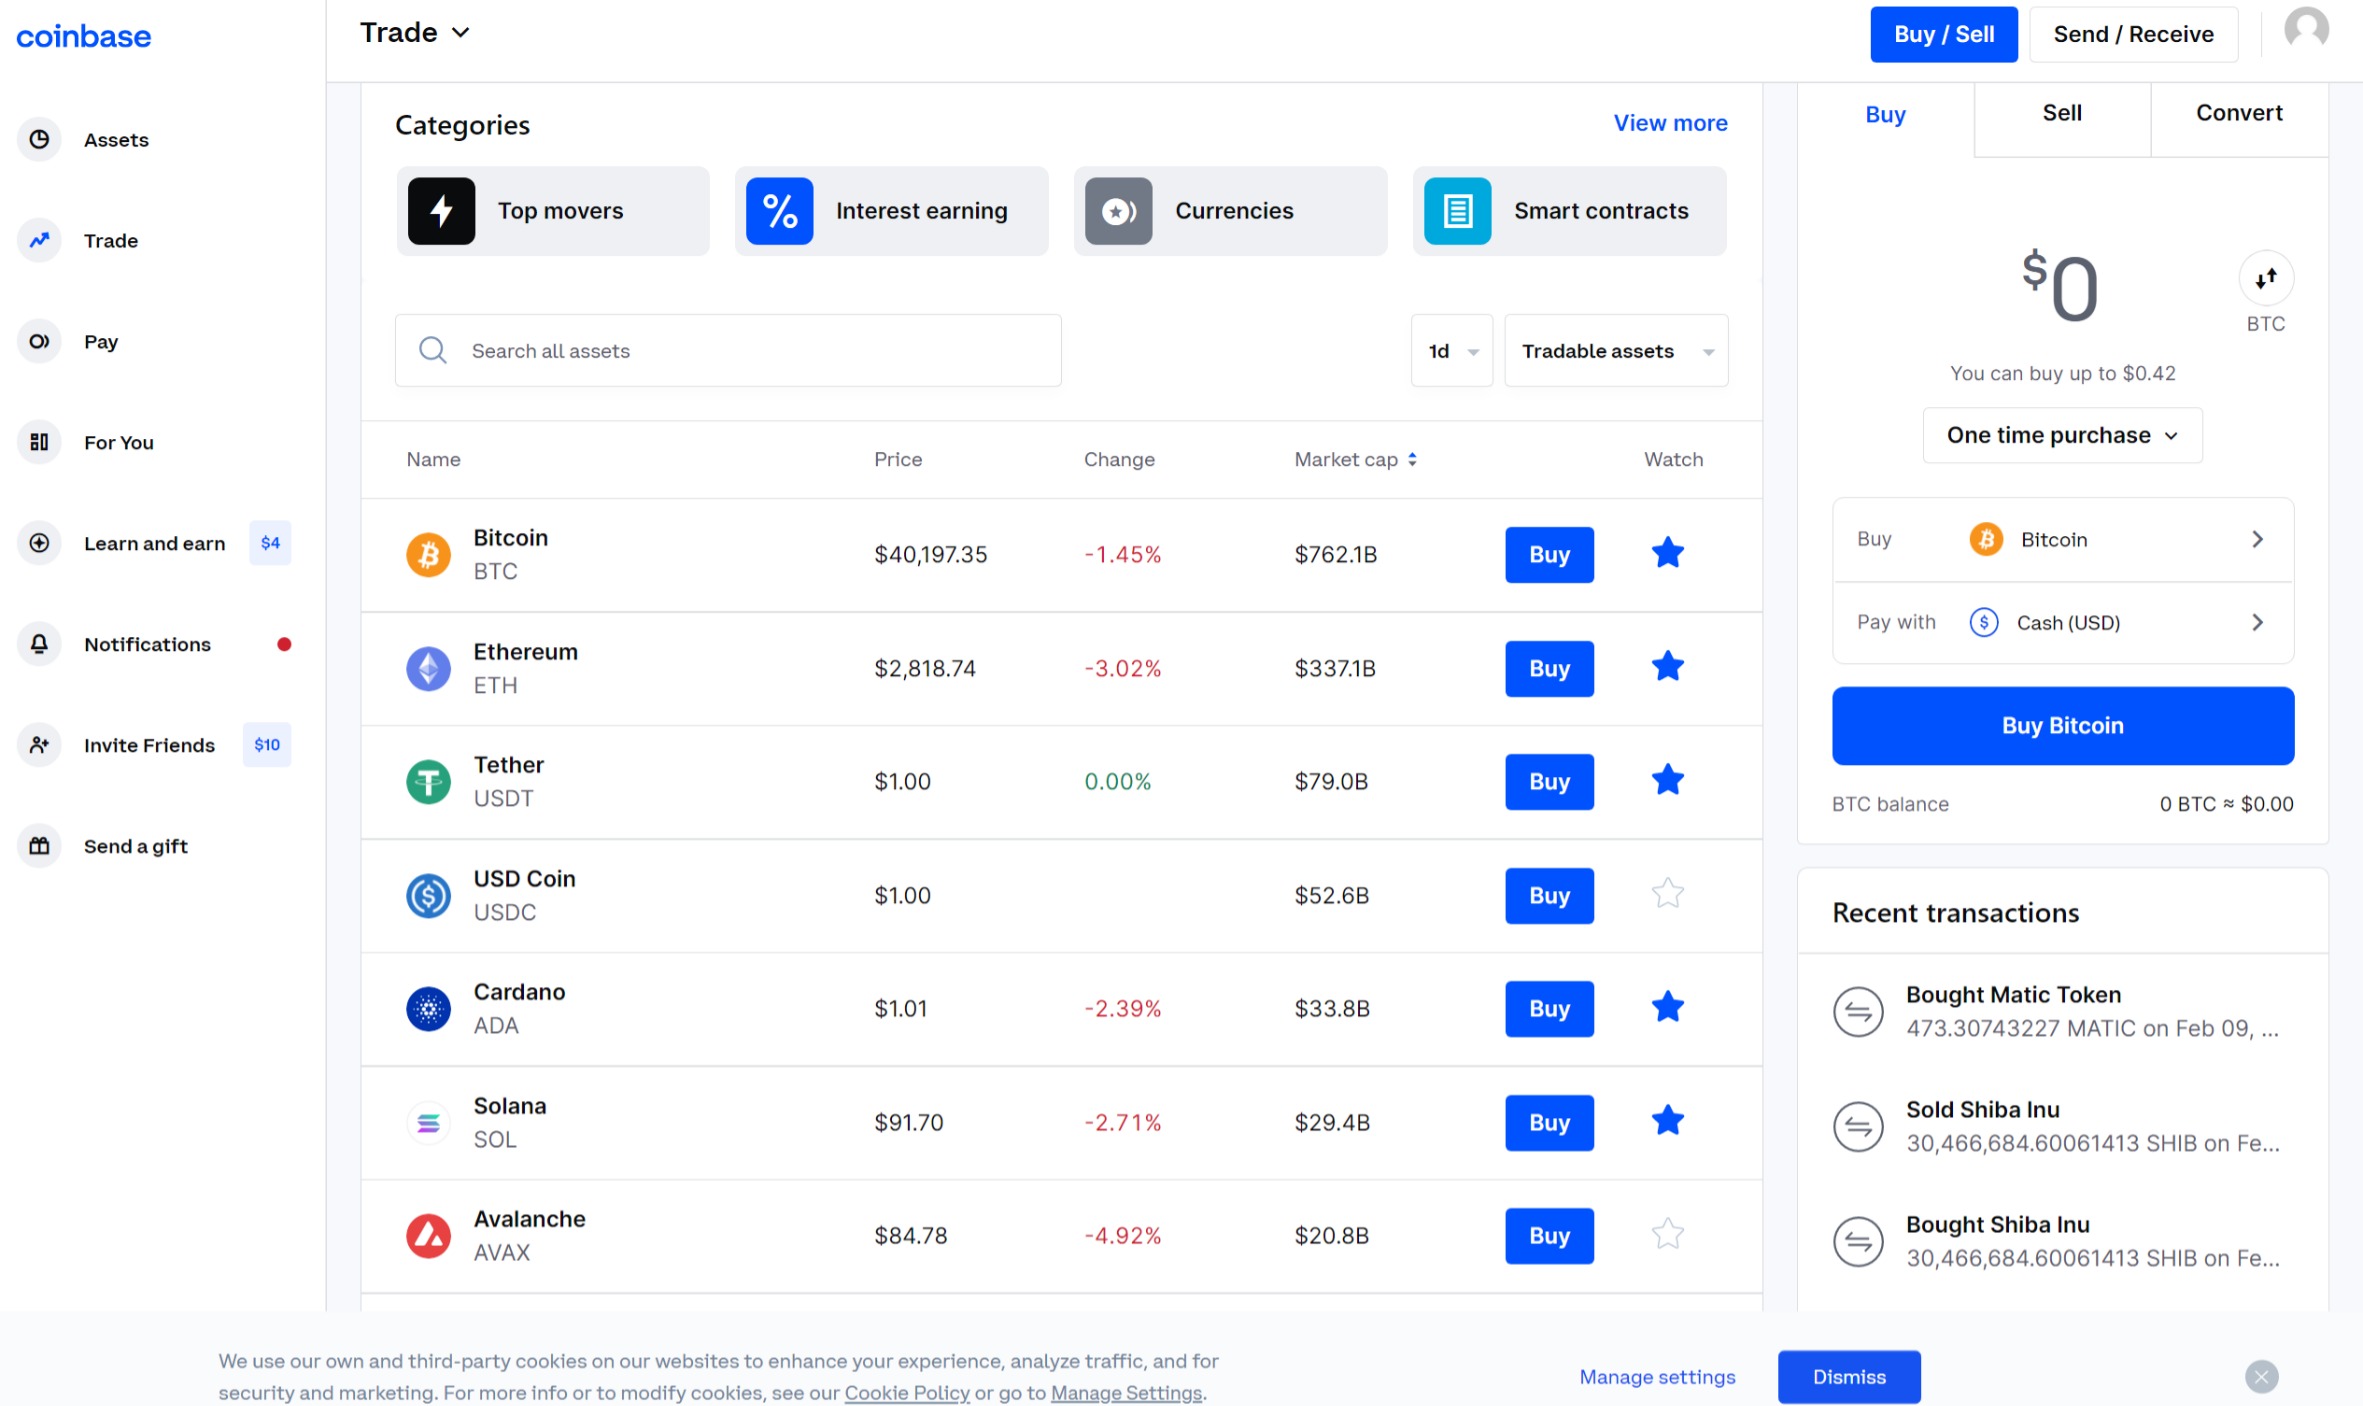 coinbase
Assets
Trade
Pay
For You
Learn and earn $4
Notifications
Invite Friends $10
Send a gift
Trade
Buy / Sell
Send / Receive
Categories
View more
Top movers
Interest earning
Currencies
Smart contracts
Search all assets
1d
Tradable assets
Name Price Change Market cap Watch
Bitcoin
BTC
$40,197.35 -1.45% $762.1B Buy
Ethereum
ETH
$2,818.74 -3.02% $337.1B Buy
Tether
USDT
$1.00 0.00% $79.0B Buy
USD Coin
USDC
$1.00 $52.6B Buy
Cardano
ADA
$1.01 -2.39% $33.8B Buy
Solana
SOL
$91.70 -2.71% $29.4B Buy
Avalanche
AVAX
$84.78 -4.92% $20.8B Buy
Buy
Sell
Convert
$0
BTC
You can buy up to $0.42
One time purchase
Buy Bitcoin
Pay with Cash (USD)
Buy Bitcoin
BTC balance 0 BTC ≈ $0.00
Recent transactions
Bought Matic Token
473.30743227 MATIC on Feb 09, ...
Sold Shiba Inu
30,466,684.60061413 SHIB on Fe...
Bought Shiba Inu
30,466,684.60061413 SHIB on Fe...
We use our own and third-party cookies on our websites to enhance your experience, analyze traffic, and for
security and marketing. For more info or to modify cookies, see our Cookie Policy or go to Manage Settings.
Manage settings
Dismiss